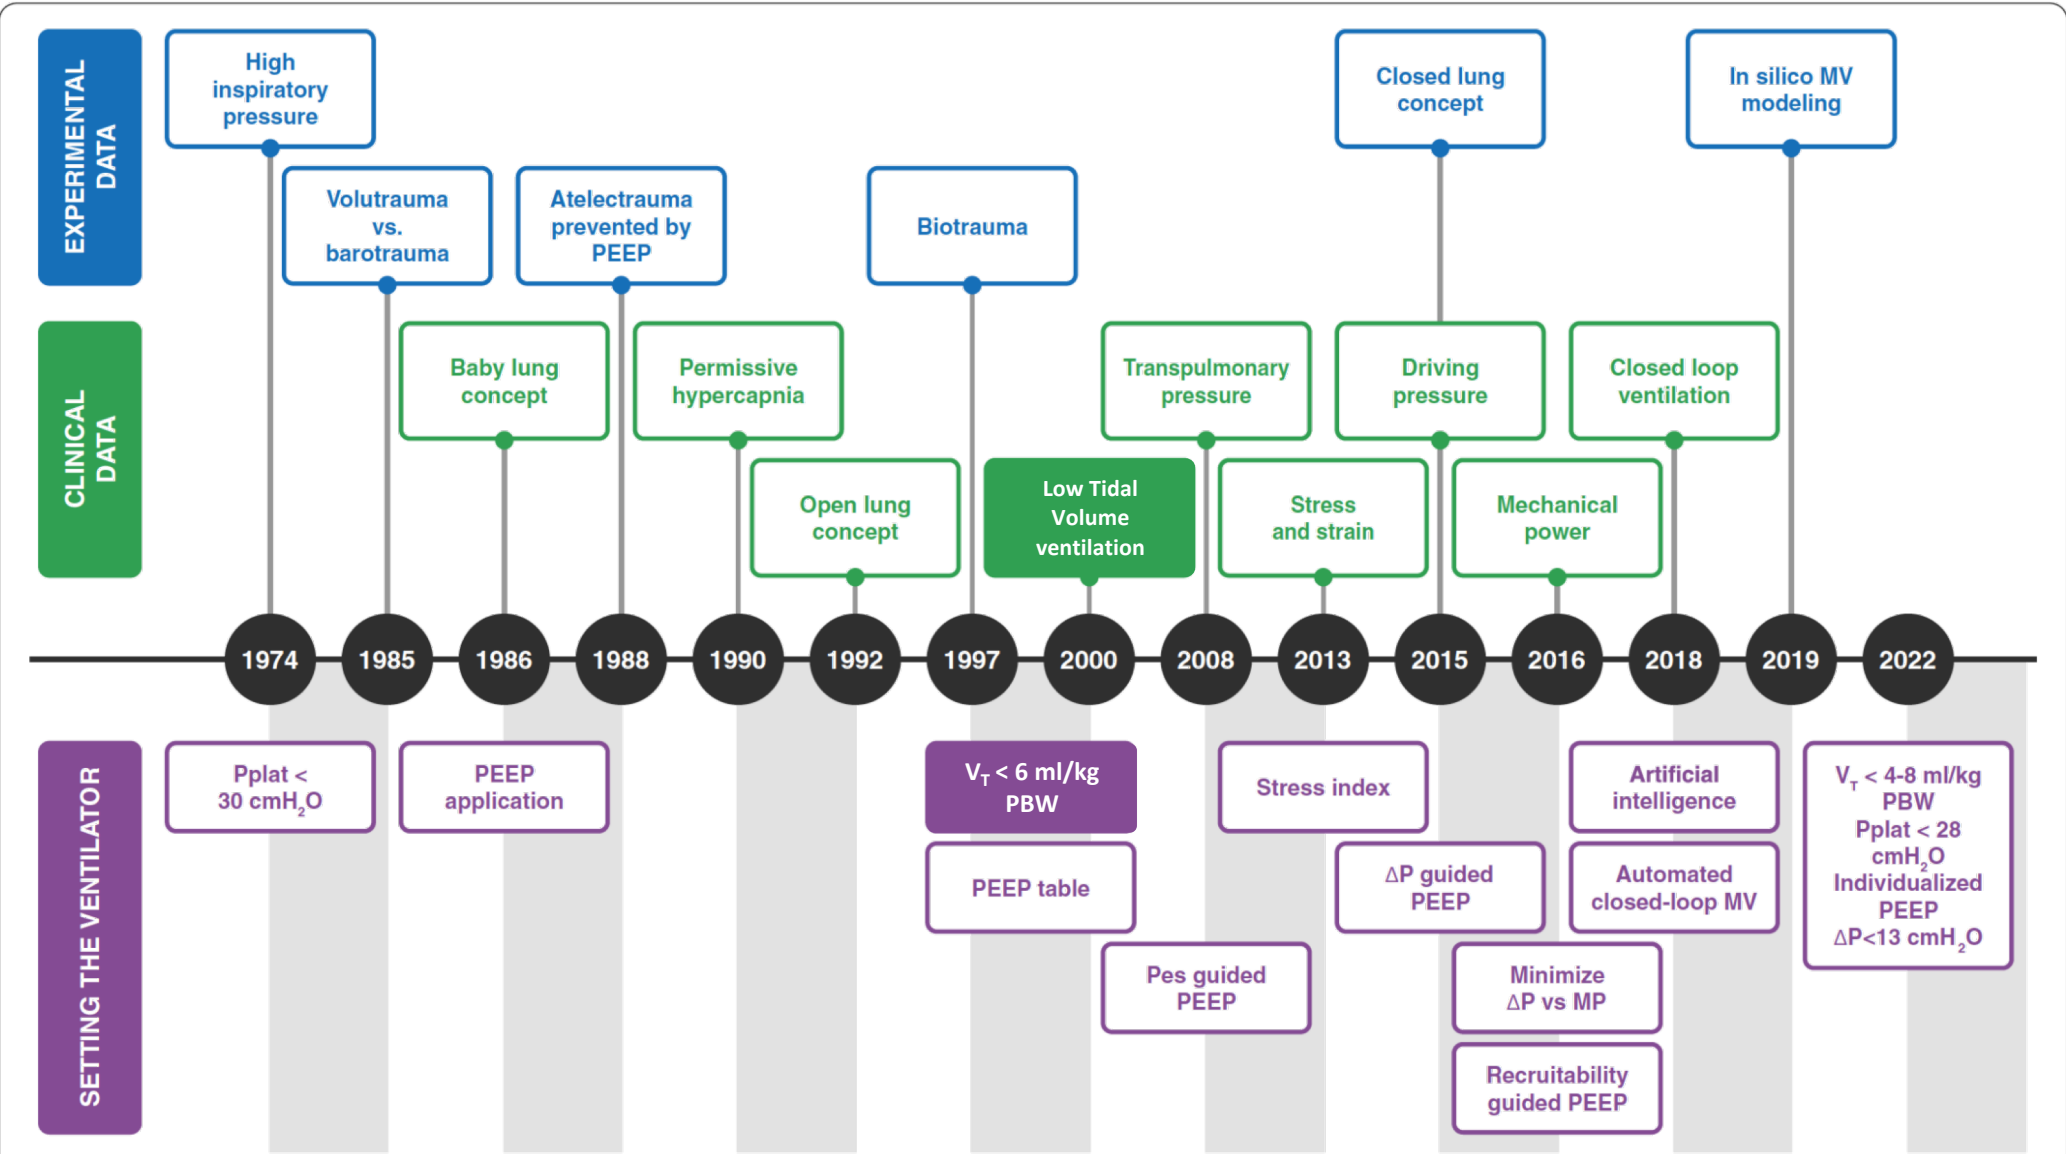 EXPERIMENTAL
DATA
High
inspiratory
pressure
Volutrauma
vs.
barotrauma
Atelectrauma
prevented by
PEEP
Biotrauma
Closed lung
concept
In silico MV
modeling
CLINICAL
DATA
Baby lung
concept
Permissive
hypercapnia
Open lung
concept
Low Tidal
Volume
ventilation
Transpulmonary
pressure
Stress
and strain
Driving
pressure
Mechanical
power
Closed loop
ventilation
1974 1985 1986 1988 1990 1992 1997 2000 2008 2013 2015 2016 2018 2019 2022
SETTING THE VENTILATOR
Pplat <
30 cmH₂O
PEEP
application
V_T < 6 ml/kg
PBW
PEEP table
Pes guided
PEEP
Stress index
ΔP guided
PEEP
Minimize
ΔP vs MP
Recruitability
guided PEEP
Artificial
intelligence
Automated
closed-loop MV
V_T < 4-8 ml/kg
PBW
Pplat < 28
cmH₂O
Individualized
PEEP
ΔP<13 cmH₂O